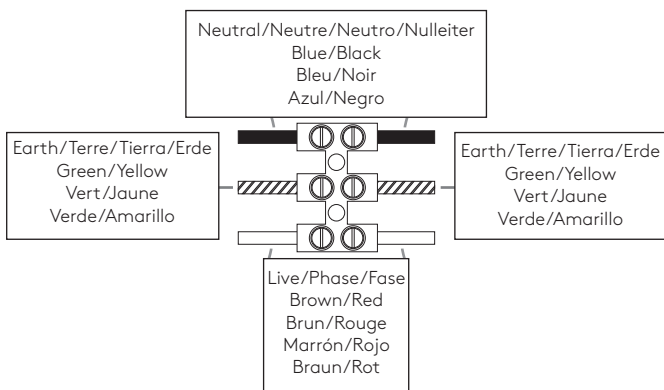 Neutral/Neutre/Neutro/Nulleiter
Blue/Black
Bleu/Noir
Azul/Negro
Earth/Terre/Tierra/Erde
Green/Yellow
Vert/Jaune
Verde/Amarillo
Earth/Terre/Tierra/Erde
Green/Yellow
Vert/Jaune
Verde/Amarillo
Live/Phase/Fase
Brown/Red
Brun/Rouge
Marrón/Rojo
Braun/Rot